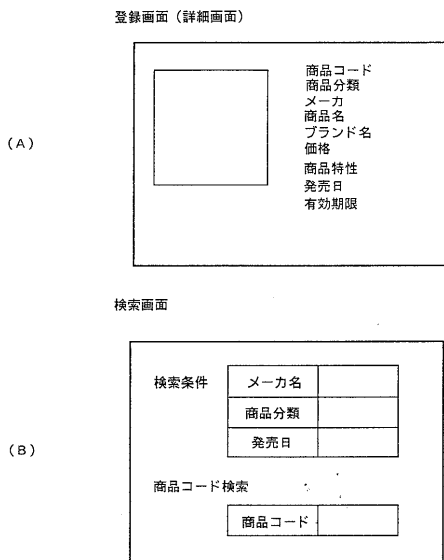 登録画面（詳細画面）
（A）
商品コード
商品分類
メーカ
商品名
ブランド名
価格
商品特性
発売日
有効期限
検索画面
（B）
検索条件
メーカ名
商品分類
発売日
商品コード検索
商品コード